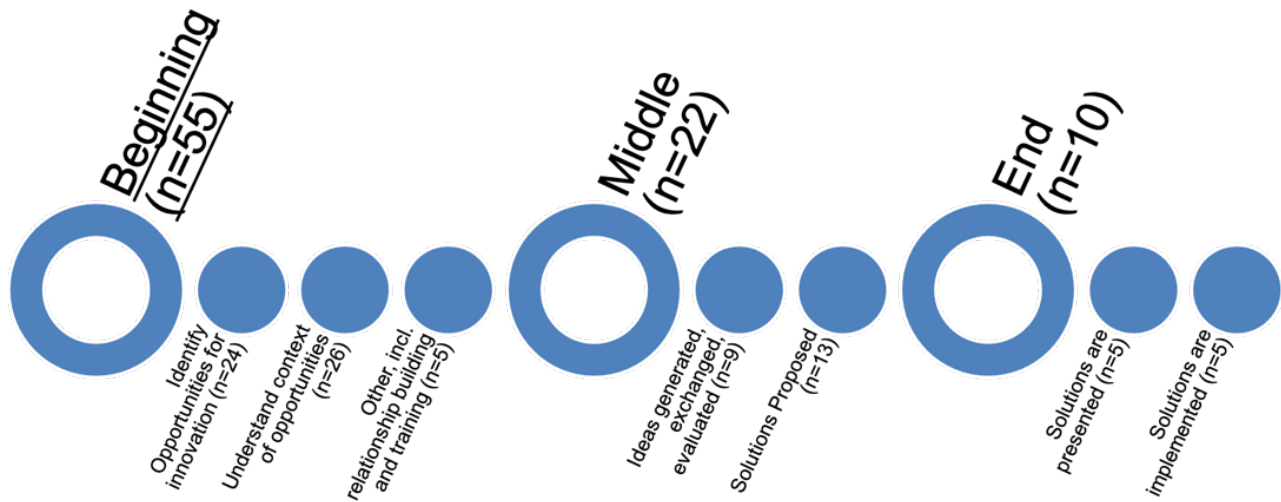 Beginning
(n=55)
Identify
Opportunities for
innovation (n=24)
Understand context
of opportunities
(n=26)
Other, incl.
relationship building
and training (n=5)
Middle
(n=22)
Ideas generated,
exchanged,
evaluated (n=9)
Solutions Proposed
(n=13)
End
(n=10)
Solutions are
presented (n=5)
Solutions are
implemented (n=5)